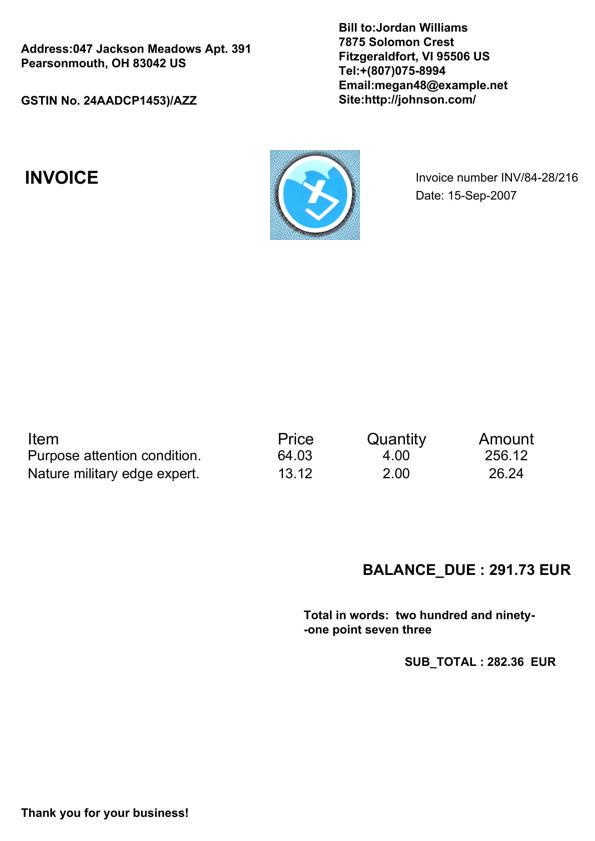 Address:047 Jackson Meadows Apt. 391
Pearsonmouth, OH 83042 US
GSTIN No. 24AADCP1453)/AZZ
Bill to:Jordan Williams
7875 Solomon Crest
Fitzgeraldfort, VI 95506 US
Tel:+(807)075-8994
Email:megan48@example.net
Site:http://johnson.com/
INVOICE
Invoice number INV/84-28/216
Date: 15-Sep-2007
Item Price Quantity Amount
Purpose attention condition. 64.03 4.00 256.12
Nature military edge expert. 13.12 2.00 26.24
BALANCE_DUE : 291.73 EUR
Total in words:  two hundred and ninety-
-one point seven three
SUB_TOTAL : 282.36  EUR
Thank you for your business!